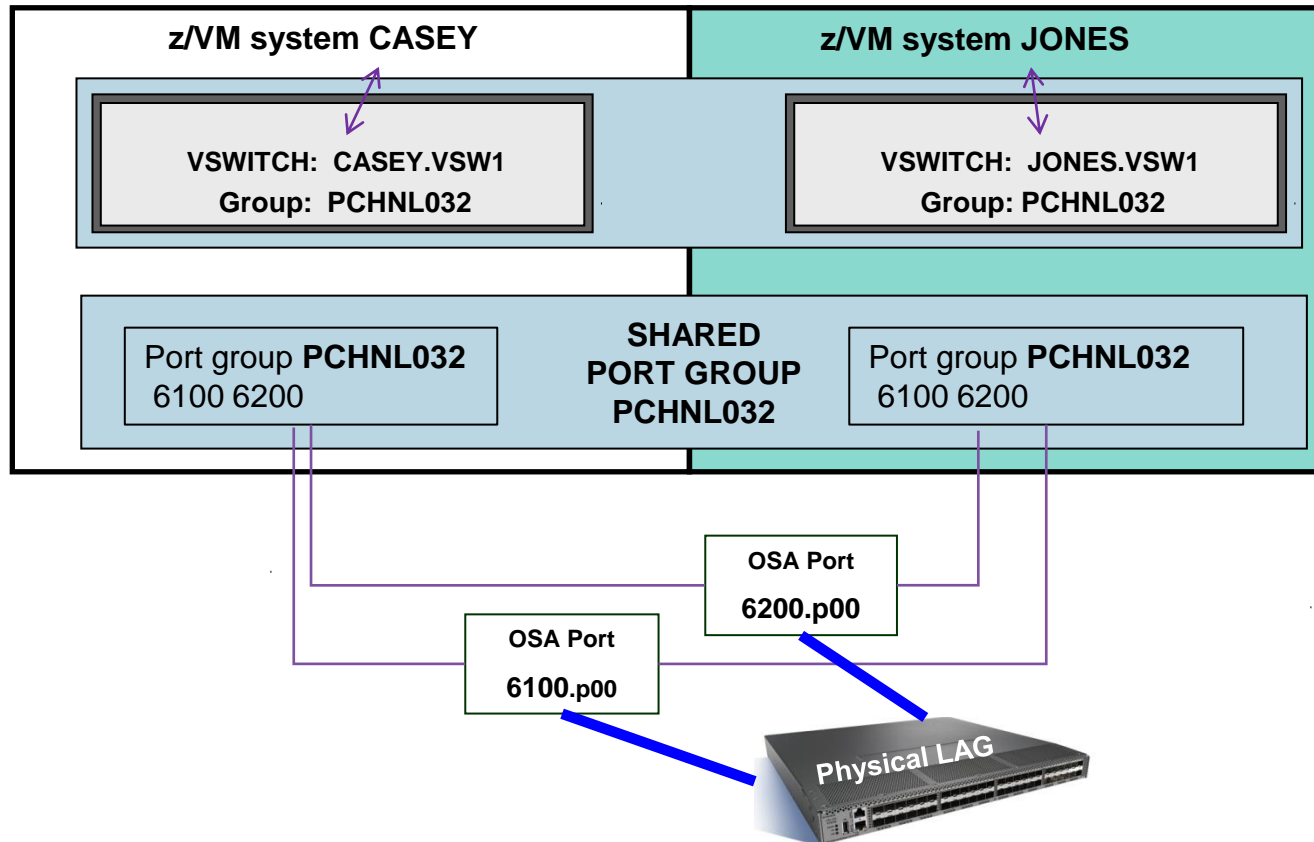 z/VM system CASEY
z/VM system JONES
VSWITCH: CASEY.VSW1
Group: PCHNL032
VSWITCH: JONES.VSW1
Group: PCHNL032
Port group PCHNL032
6100 6200
SHARED
PORT GROUP
PCHNL032
Port group PCHNL032
6100 6200
OSA Port
6200.p00
OSA Port
6100.p00
Physical LAG